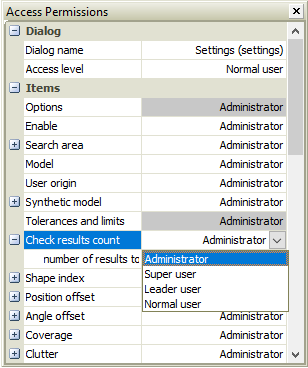 Access Permissions
Dialog
Dialog name Settings (settings)
Access level Normal user
Items
Options Administrator
Enable Administrator
Search area Administrator
Model Administrator
User origin Administrator
Synthetic model Administrator
Tolerances and limits Administrator
Check results count Administrator
number of results to
Administrator
Super user
Leader user
Normal user
Shape index
Position offset
Angle offset Administrator
Coverage Administrator
Clutter Administrator